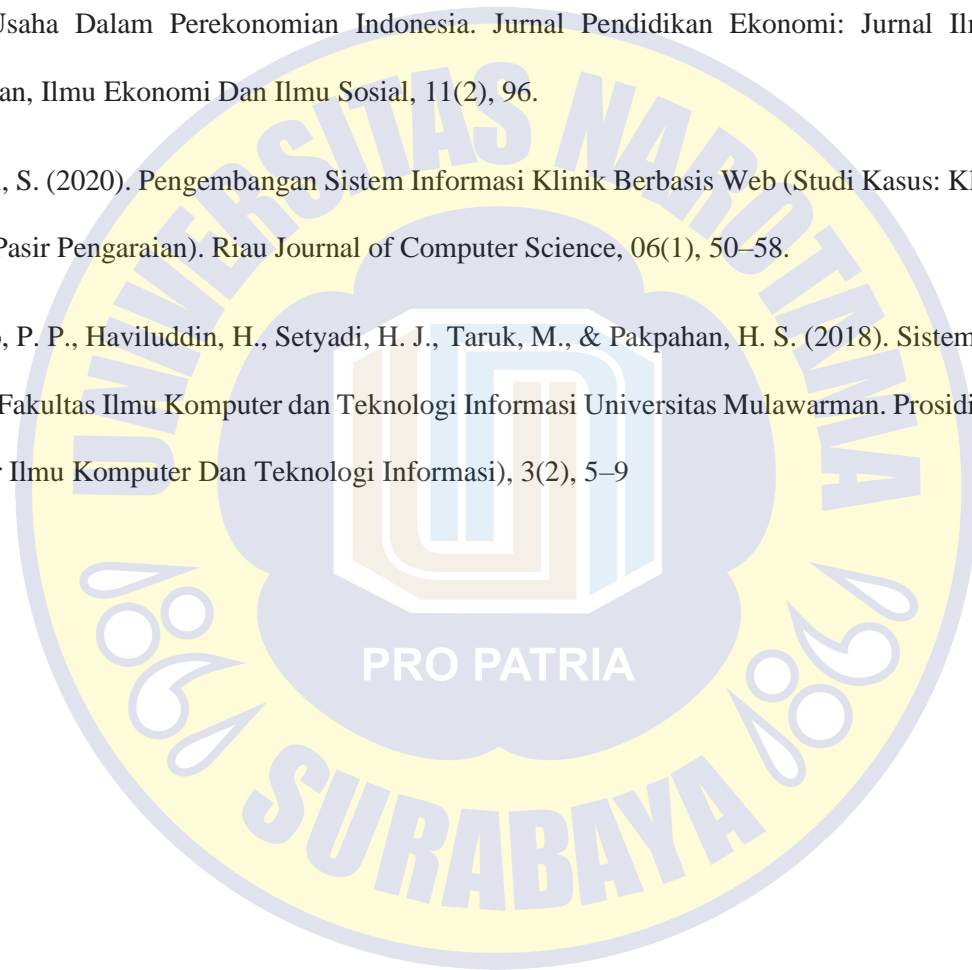 Usaha Dalam Perekonomian Indonesia. Jurnal Pendidikan Ekonomi: Jurnal
an, Ilmu Ekonomi Dan Ilmu Sosial, 11(2), 96.
, S. (2020). Pengembangan Sistem Informasi Klinik Berbasis Web (Studi Kasus:
Pasir Pengaraian). Riau Journal of Computer Science, 06(1), 50–58.
, P. P., Haviluddin, H., Setyadi, H. J., Taruk, M., & Pakpahan, H. S. (2018). Sistem
Fakultas Ilmu Komputer dan Teknologi Informasi Universitas Mulawarman.
Ilmu Komputer Dan Teknologi Informasi), 3(2), 5–9
UNIVERSITAS NAROTAMA
PRO PATRIA
SURABAYA